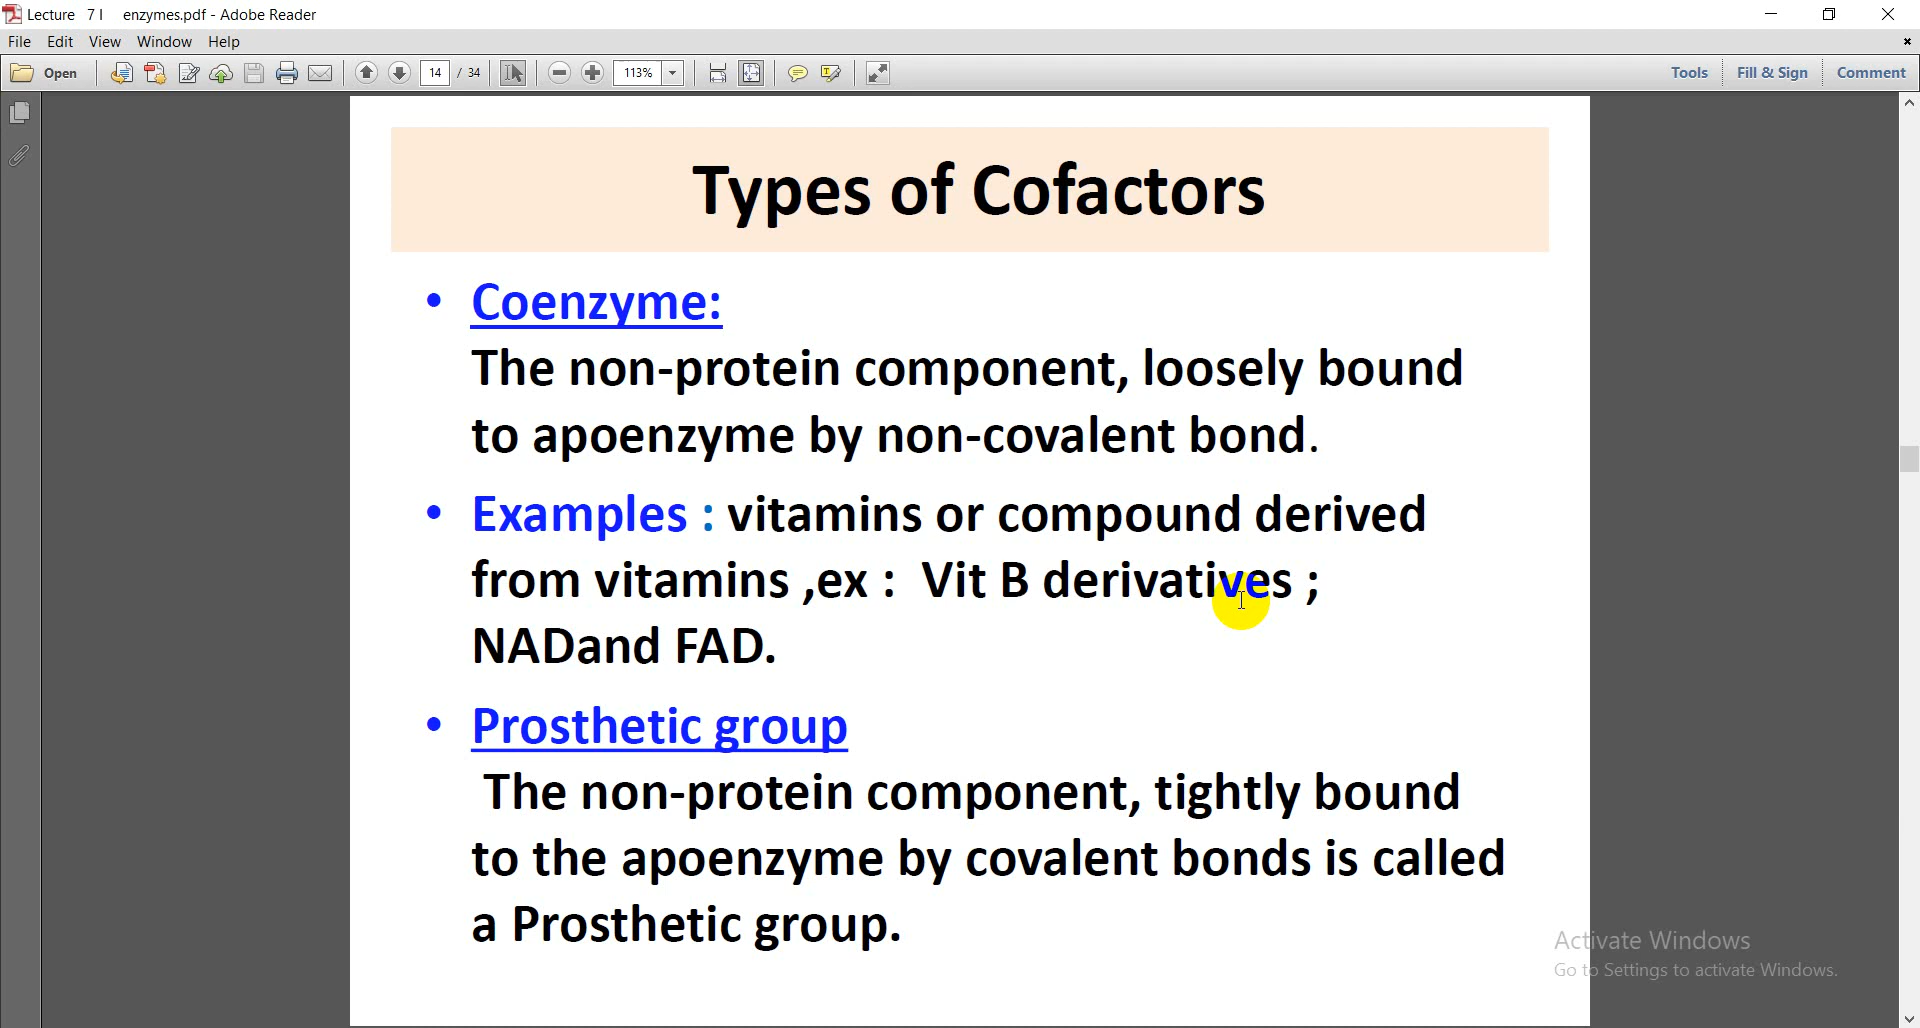 Lecture 7 I enzymes.pdf - Adobe Reader
File Edit View Window Help
Open 14 / 34 113% Tools Fill & Sign Comment
Types of Cofactors
• Coenzyme:
The non-protein component, loosely bound
to apoenzyme by non-covalent bond.
• Examples : vitamins or compound derived
from vitamins ,ex : Vit B derivatives ;
NADand FAD.
• Prosthetic group
The non-protein component, tightly bound
to the apoenzyme by covalent bonds is called
a Prosthetic group.
Activate Windows
Go to Settings to activate Windows.